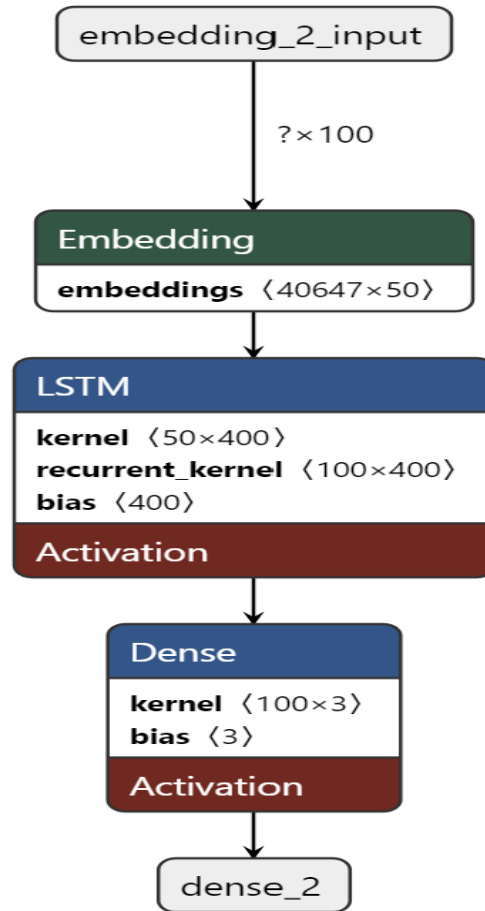 embedding_2_input
?×100
Embedding
embeddings ⟨40647×50⟩
LSTM
kernel ⟨50×400⟩
recurrent_kernel ⟨100×400⟩
bias ⟨400⟩
Activation
Dense
kernel ⟨100×3⟩
bias ⟨3⟩
Activation
dense_2